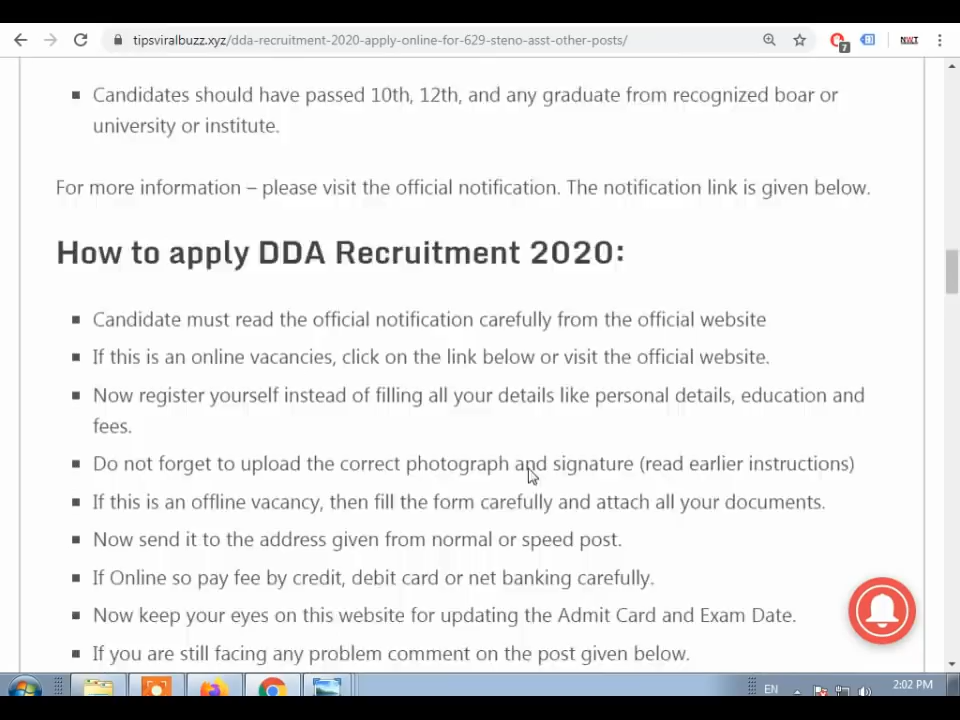 tipsviralbuzz.xyz/dda-recruitment-2020-apply-online-for-629-steno-asst-other-posts/
7
NWT
Candidates should have passed 10th, 12th, and any graduate from recognized boar or
university or institute.
For more information – please visit the official notification. The notification link is given below.
How to apply DDA Recruitment 2020:
Candidate must read the official notification carefully from the official website
If this is an online vacancies, click on the link below or visit the official website.
Now register yourself instead of filling all your details like personal details, education and
fees.
Do not forget to upload the correct photograph and signature (read earlier instructions)
If this is an offline vacancy, then fill the form carefully and attach all your documents.
Now send it to the address given from normal or speed post.
If Online so pay fee by credit, debit card or net banking carefully.
Now keep your eyes on this website for updating the Admit Card and Exam Date.
If you are still facing any problem comment on the post given below.
EN
2:02 PM